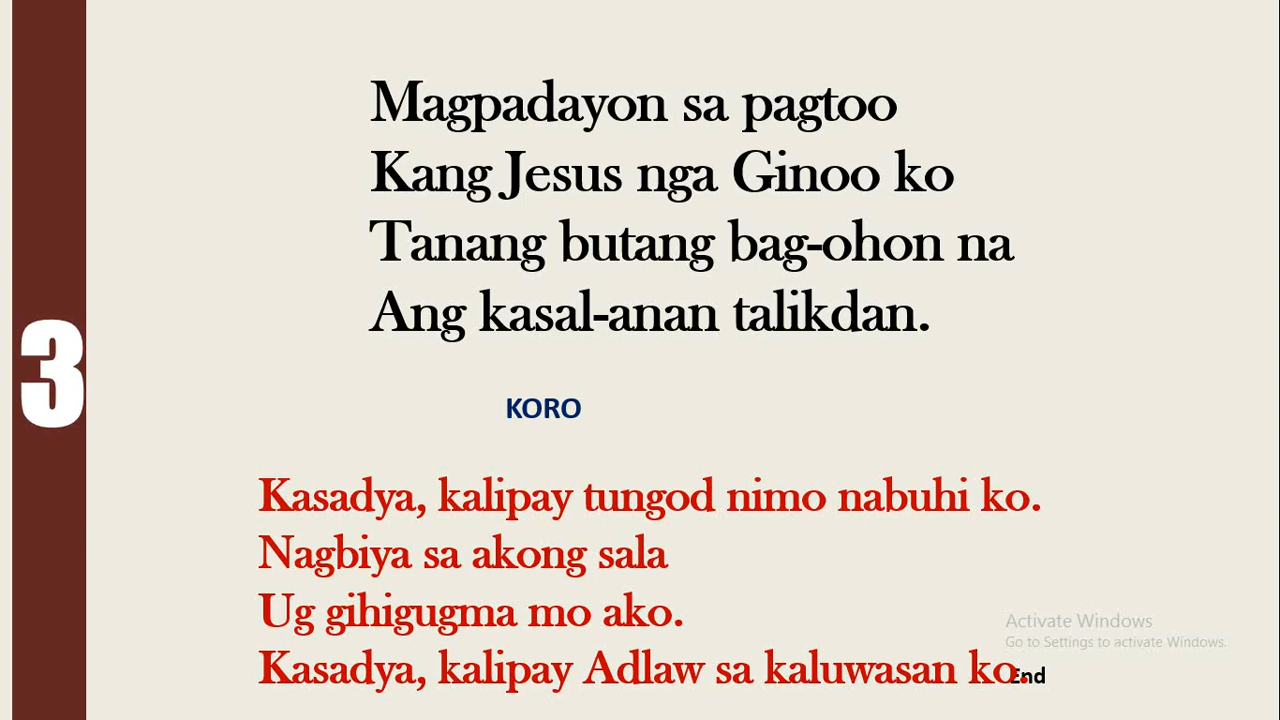 3
Magpadayon sa pagtoo
Kang Jesus nga Ginoo ko
Tanang butang bag-ohon na
Ang kasal-anan talikdan.
KORO
Kasadya, kalipay tungod nimo nabuhi ko.
Nagbiya sa akong sala
Ug gihigugma mo ako.
Kasadya, kalipay Adlaw sa kaluwasan ko.
End
Activate Windows
Go to Settings to activate Windows.